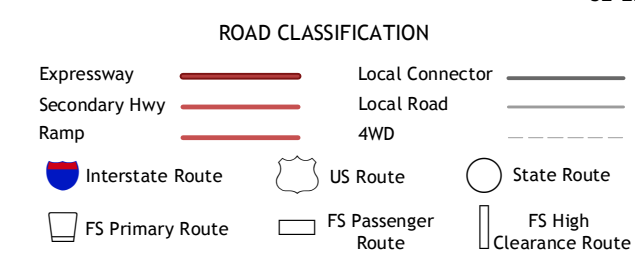 ROAD CLASSIFICATION
Expressway
Local Connector
Secondary Hwy
Local Road
Ramp
4WD
Interstate Route
US Route
State Route
FS Primary Route
FS Passenger
Route
FS High
Clearance Route